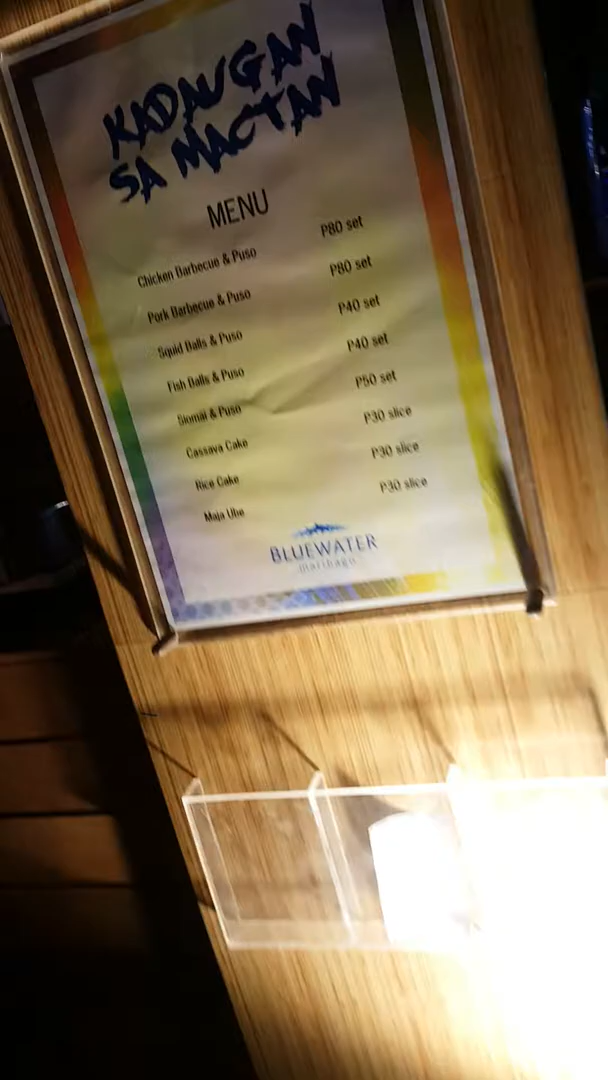 KADAUGAN
SA MACTAN
MENU
Chicken Barbecue & Puso P80 set
Pork Barbecue & Puso P80 set
Squid Balls & Puso P40 set
Fish Balls & Puso P40 set
Siomai & Puso P50 set
Cassava Cake P30 slice
Rice Cake P30 slice
Maja Ube P30 slice
BLUEWATER
maribago